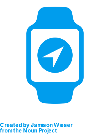 Created by Jameson Weaver
from the Noun Project